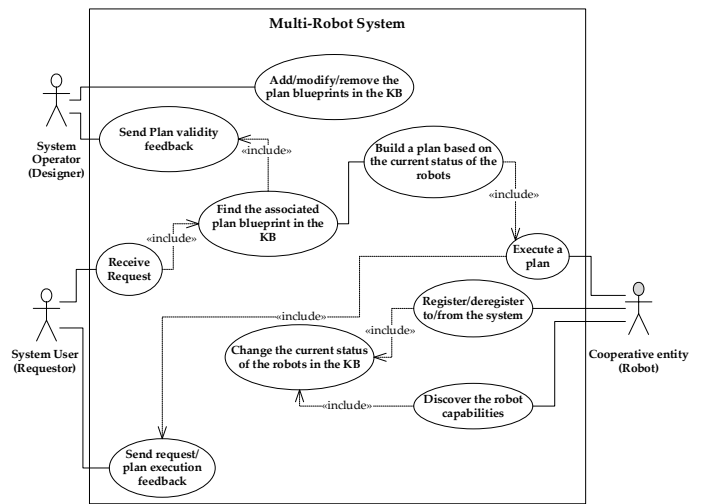 Multi-Robot System
Add/modify/remove the
plan blueprints in the KB
System
Operator
(Designer)
Send Plan validity
feedback
«include»
Build a plan based on
the current status of the
robots
«include»
Find the associated
plan blueprint in the
KB
«include»
Receive
Request
Execute a
plan
System User
(Requestor)
«include»
Register/deregister
to/from the system
«include»
Change the current status
of the robots in the KB
Cooperative entity
(Robot)
«include»
Discover the robot
capabilities
Send request/
plan execution
feedback